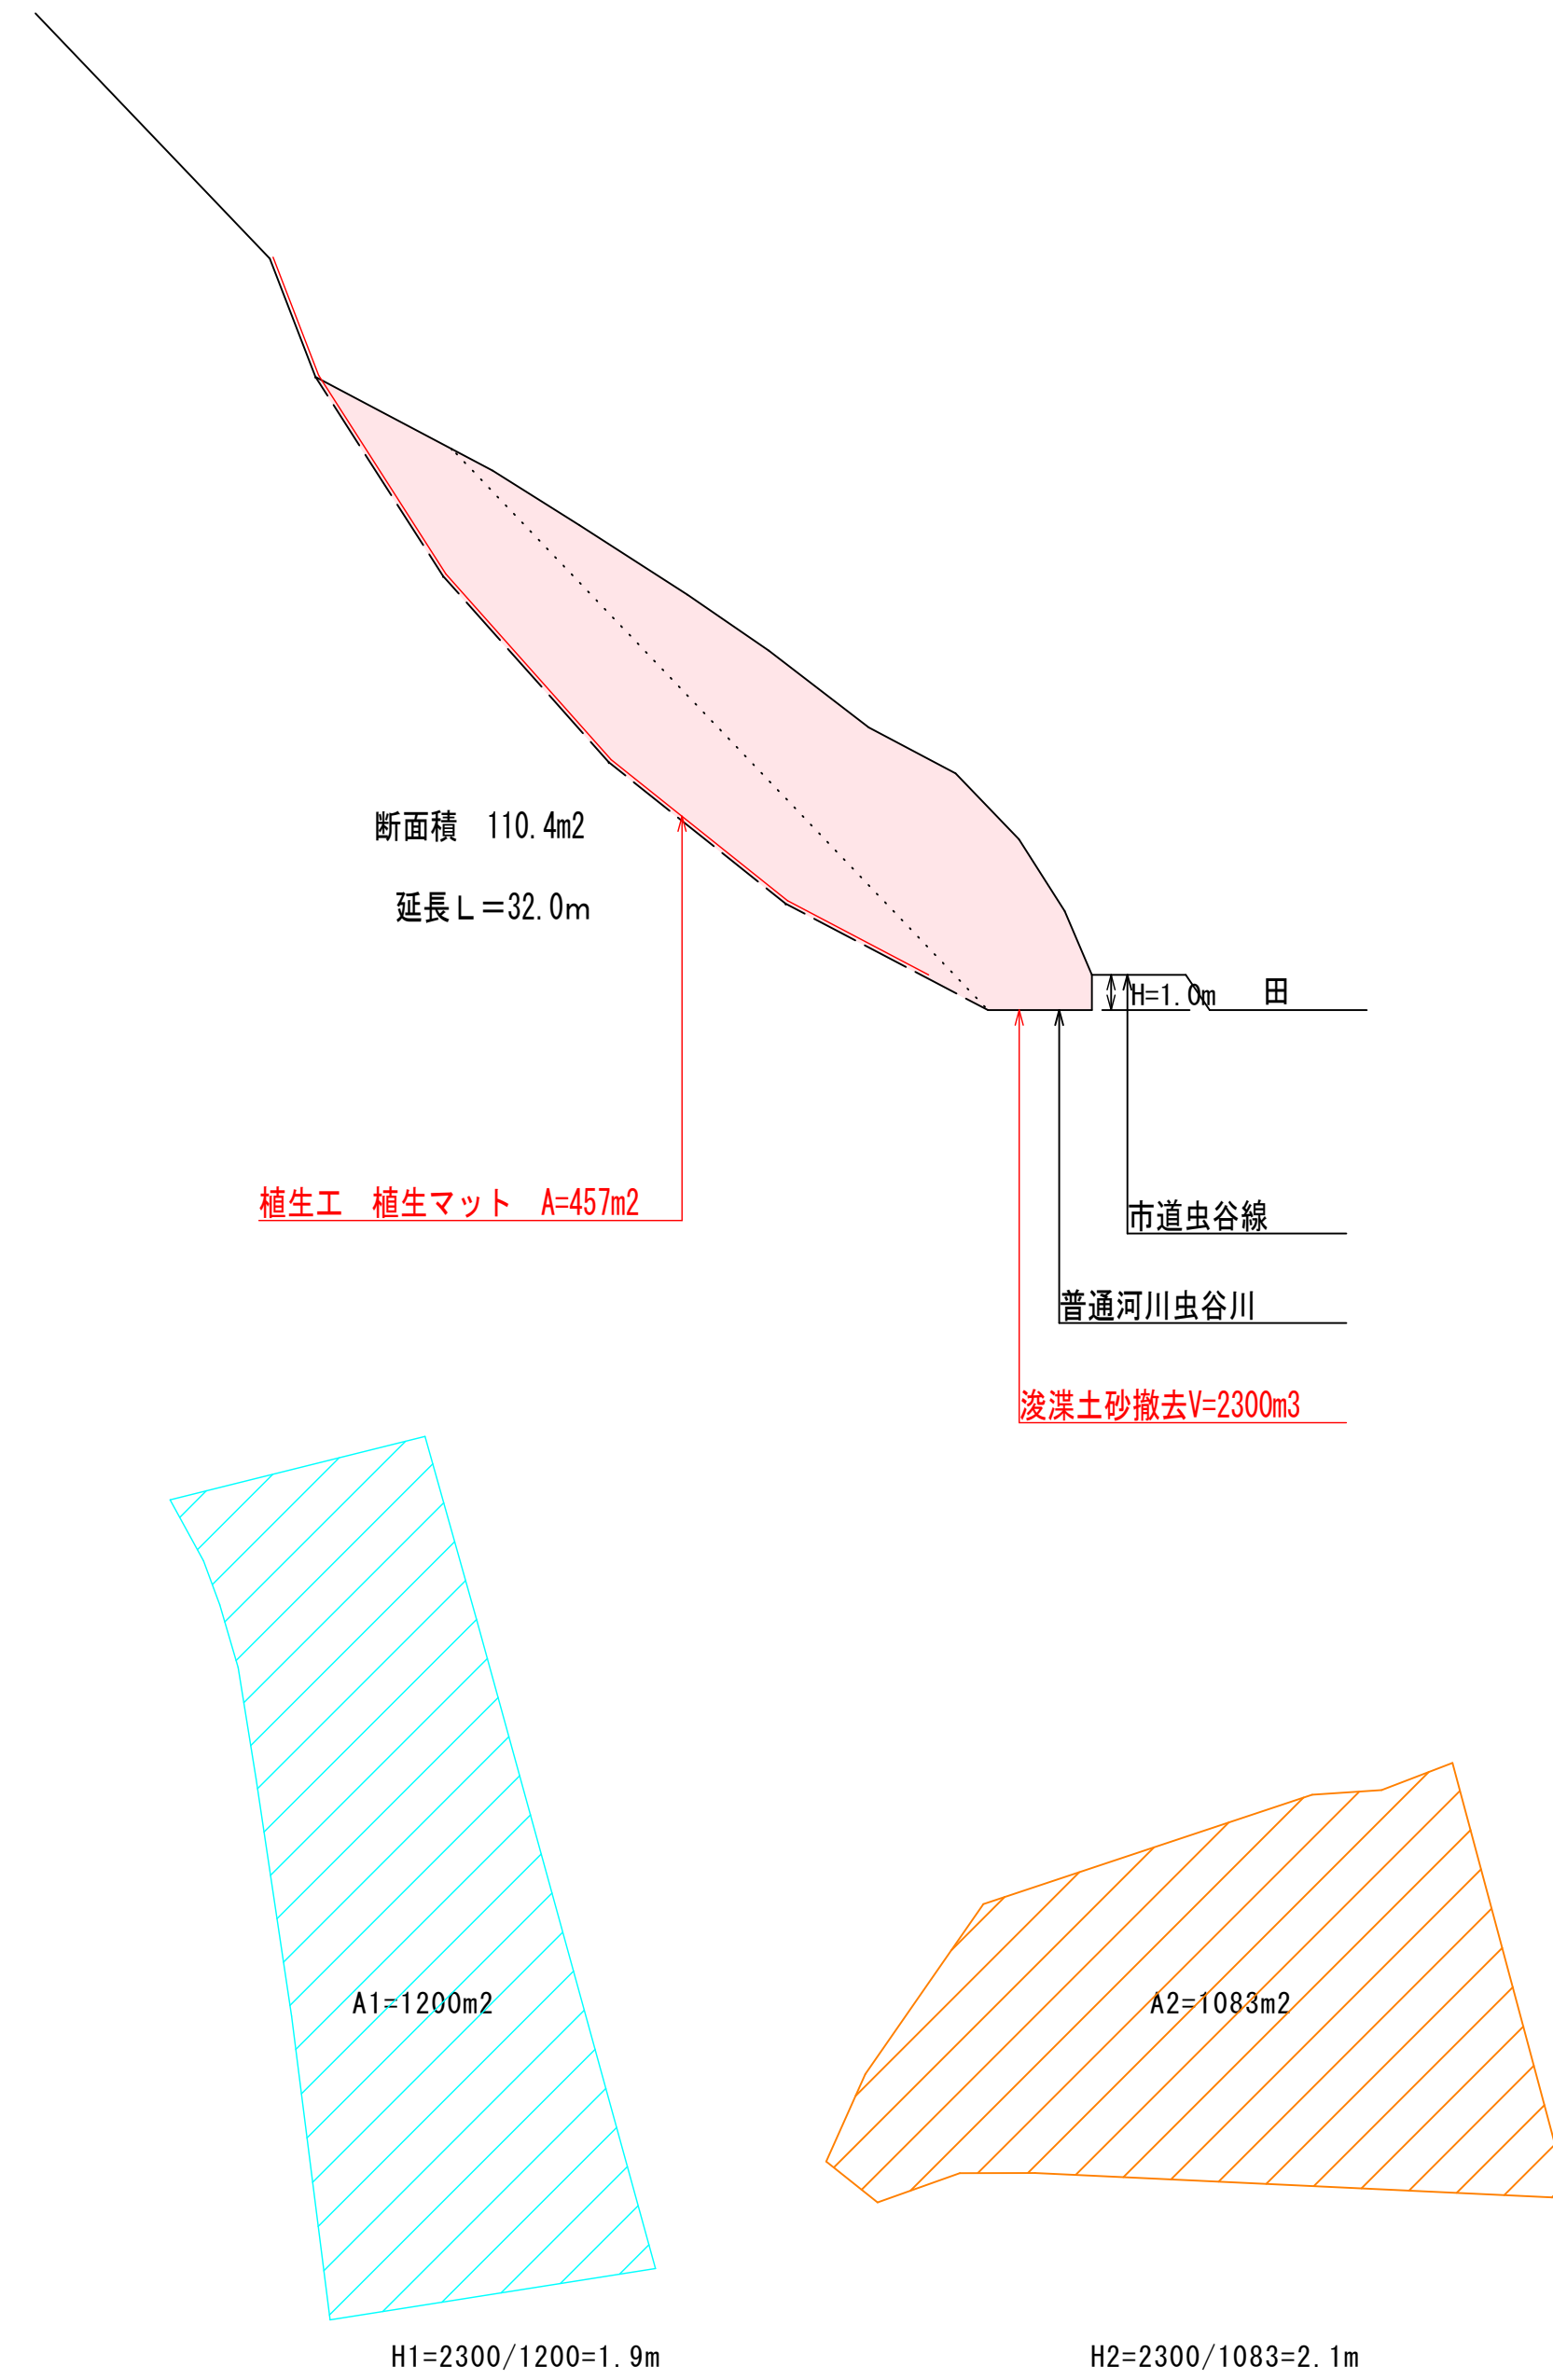 断面積　110.4m2
延長Ｌ＝32.0ｍ
H=1.0m
田
植生工　植生マット　A=457m2
市道虫谷線
普通河川虫谷川
浚渫土砂撤去V=2300m3
A1=1200m2
A2=1083m2
H1=2300/1200=1.9m
H2=2300/1083=2.1m